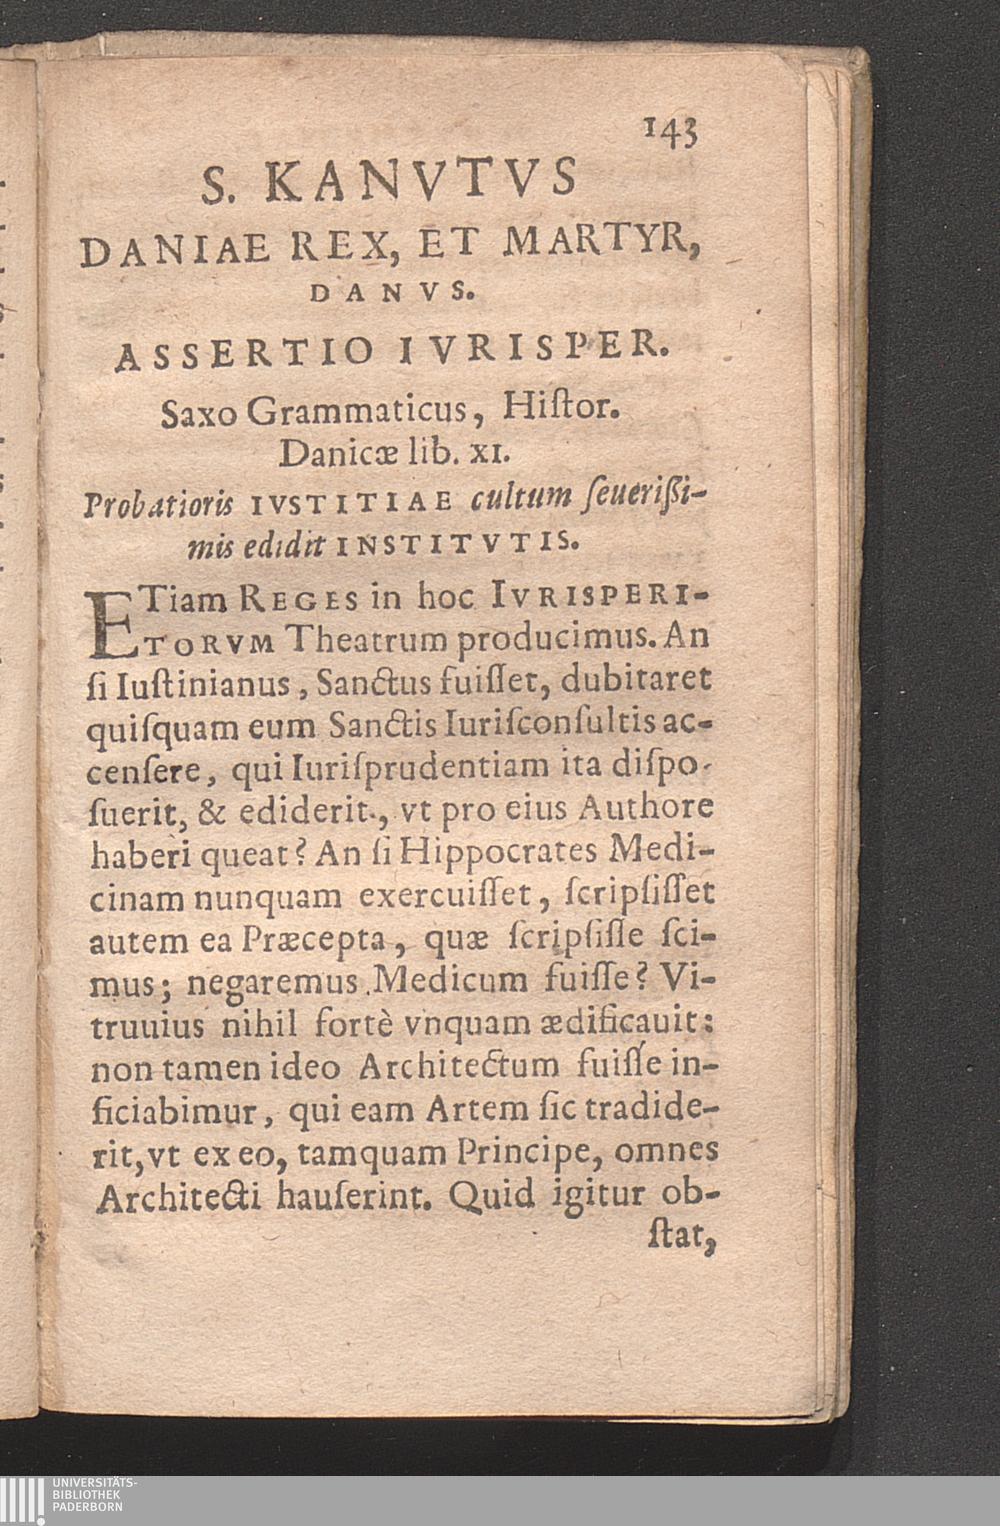 143
S. KANVTVS
DANIAE REX, ET MARTYR,
DANVS.
ASSERTIO IVRISPER.
Saxo Grammaticus, Hiſtor.
Danicæ lib. XI.
Probatioris IVSTITIAE cultum ſeuerißi-
mis edidit INSTITVTIS.
ETiam REGES in hoc IVRISPERI-
TORVM Theatrum producimus. An
ſi Iuſtinianus, Sanctus fuiſſet, dubitaret
quiſquam eum Sanctis Iuriſconſultis ac-
cenſere, qui Iuriſprudentiam ita diſpo-
ſuerit, & ediderit, vt pro eius Authore
haberi queat? An ſi Hippocrates Medi-
cinam nunquam exercuiſſet, ſcripſiſſet
autem ea Præcepta, quæ ſcripſiſſe ſci-
mus; negaremus Medicum fuiſſe? Vi-
truuius nihil fortè vnquam ædificauit:
non tamen ideo Architectum fuiſſe in-
ficiabimur, qui eam Artem ſic tradide-
rit, vt ex eo, tamquam Principe, omnes
Architecti hauſerint. Quid igitur ob-
ſtat,
UNIVERSITÄTS-
BIBLIOTHEK
PADERBORN